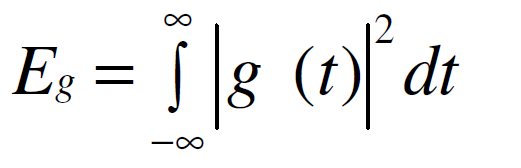 E_g = ∫_{-∞}^{∞} |g (t)|^2 dt